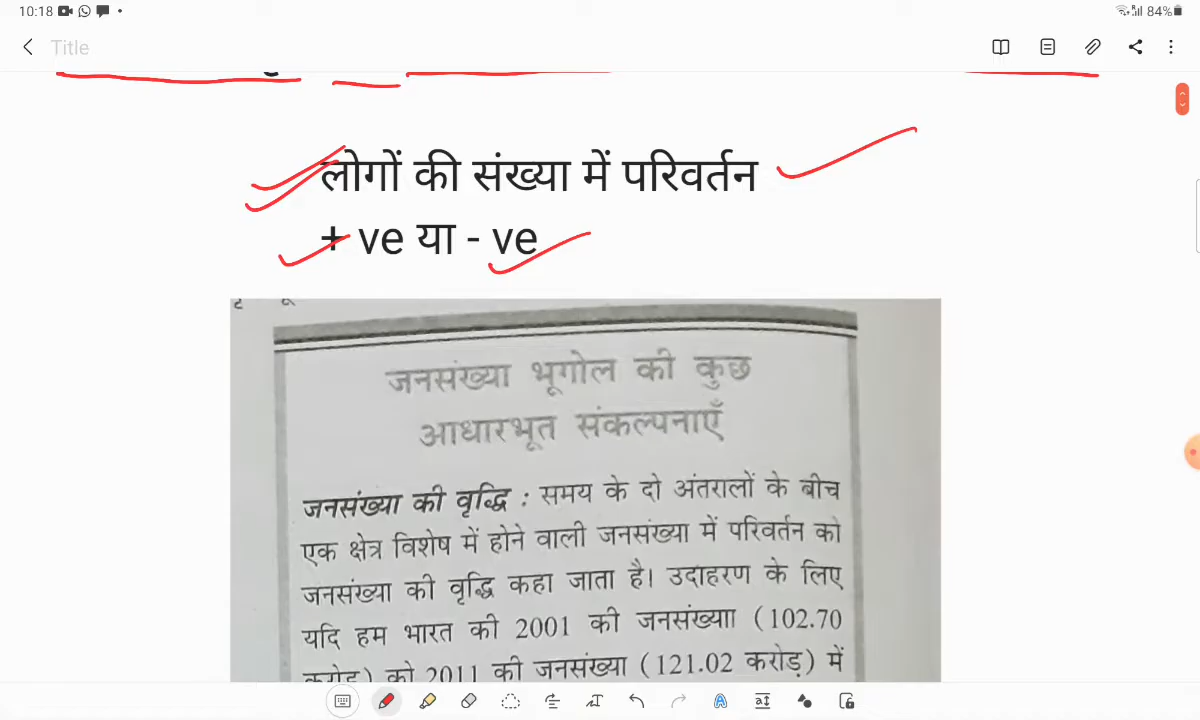 10:18
84%
Title
लोगों की संख्या में परिवर्तन
+ ve या - ve
जनसंख्या भूगोल की कुछ
आधारभूत संकल्पनाएँ
जनसंख्या की वृद्धि : समय के दो अंतरालों के बीच
एक क्षेत्र विशेष में होने वाली जनसंख्या में परिवर्तन को
जनसंख्या की वृद्धि कहा जाता है। उदाहरण के लिए
यदि हम भारत की 2001 की जनसंख्याा (102.70
करोड़) को 2011 की जनसंख्या (121.02 करोड़) में